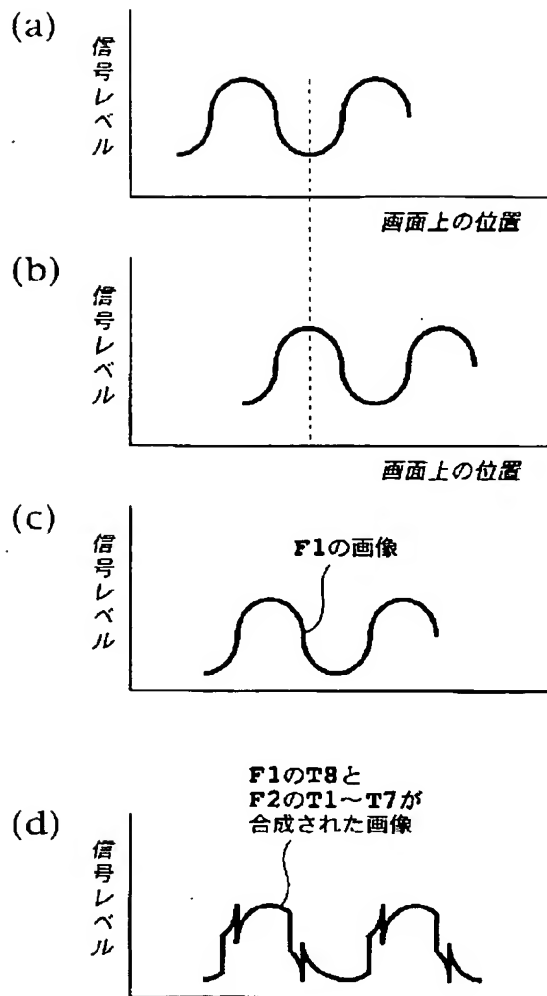 (a)
信号レベル
画面上の位置
(b)
信号レベル
画面上の位置
(c)
信号レベル
F1の画像
(d)
信号レベル
F1のT8と
F2のT1～T7が
合成された画像